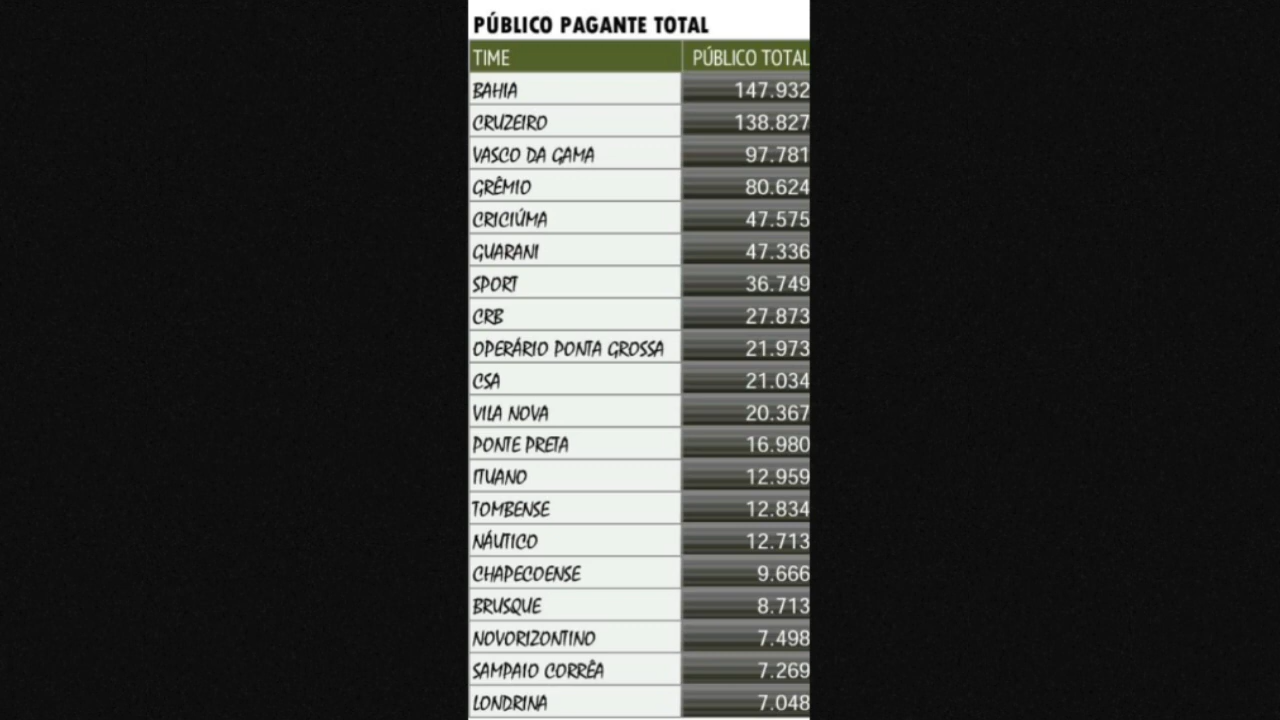 PÚBLICO PAGANTE TOTAL
TIME PÚBLICO TOTAL
BAHIA 147.932
CRUZEIRO 138.827
VASCO DA GAMA 97.781
GRÊMIO 80.624
CRICIÚMA 47.575
GUARANI 47.336
SPORT 36.749
CRB 27.873
OPERÁRIO PONTA GROSSA 21.973
CSA 21.034
VILA NOVA 20.367
PONTE PRETA 16.980
ITUANO 12.959
TOMBENSE 12.834
NÁUTICO 12.713
CHAPECOENSE 9.666
BRUSQUE 8.713
NOVORIZONTINO 7.498
SAMPAIO CORRÊA 7.269
LONDRINA 7.048